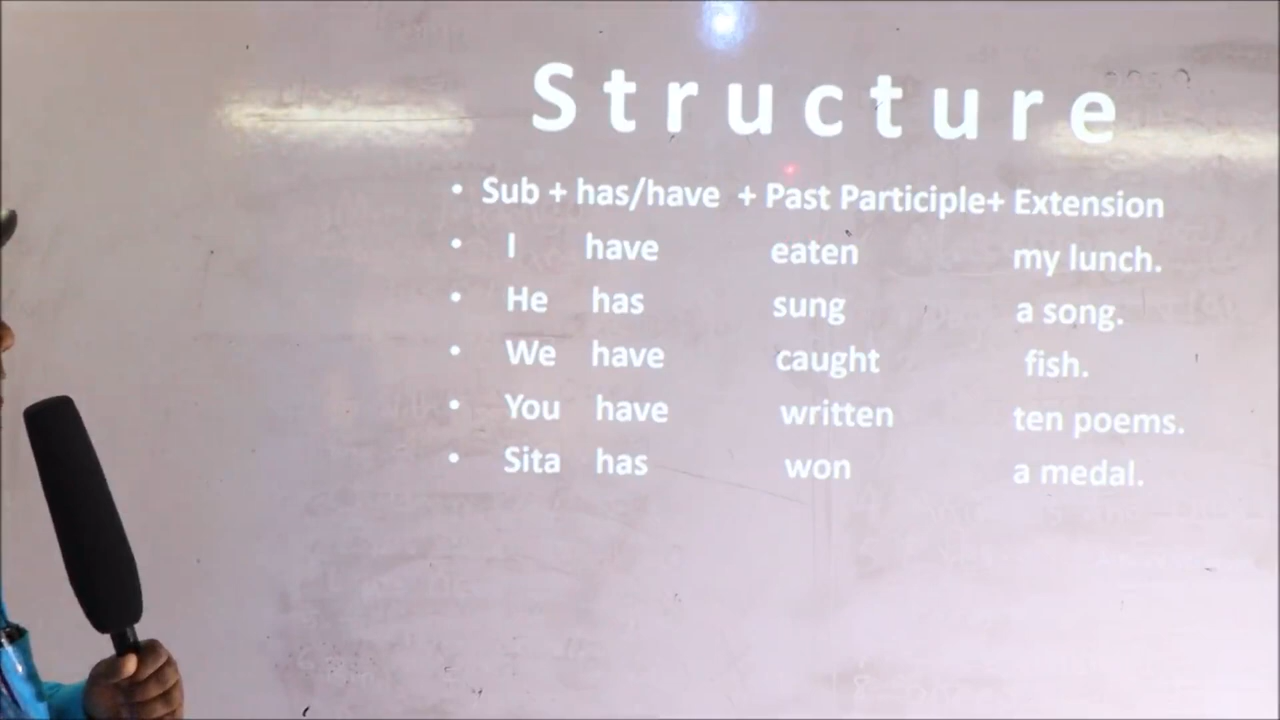 Structure
• Sub + has/have + Past Participle+ Extension
• I have eaten my lunch.
• He has sung a song.
• We have caught fish.
• You have written ten poems.
• Sita has won a medal.